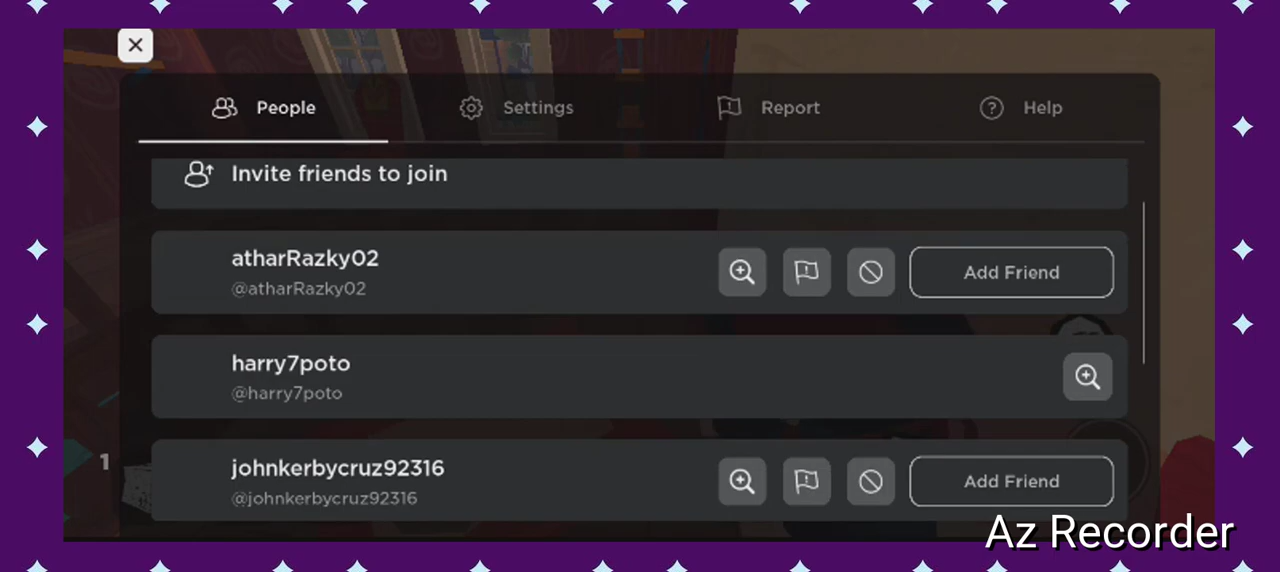 People
Settings
Report
Help
Invite friends to join
atharRazky02
@atharRazky02
Add Friend
harry7poto
@harry7poto
1
johnkerbycruz92316
@johnkerbycruz92316
Add Friend
Az Recorder